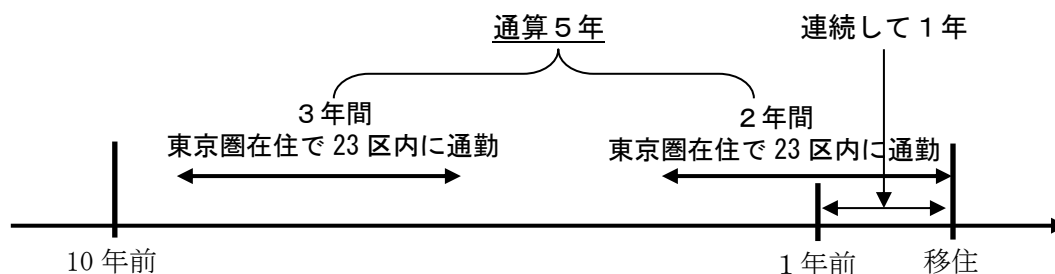 通算５年
連続して１年
３年間
東京圏在住で 23 区内に通勤
２年間
東京圏在住で 23 区内に通勤
10 年前
１年前
移住